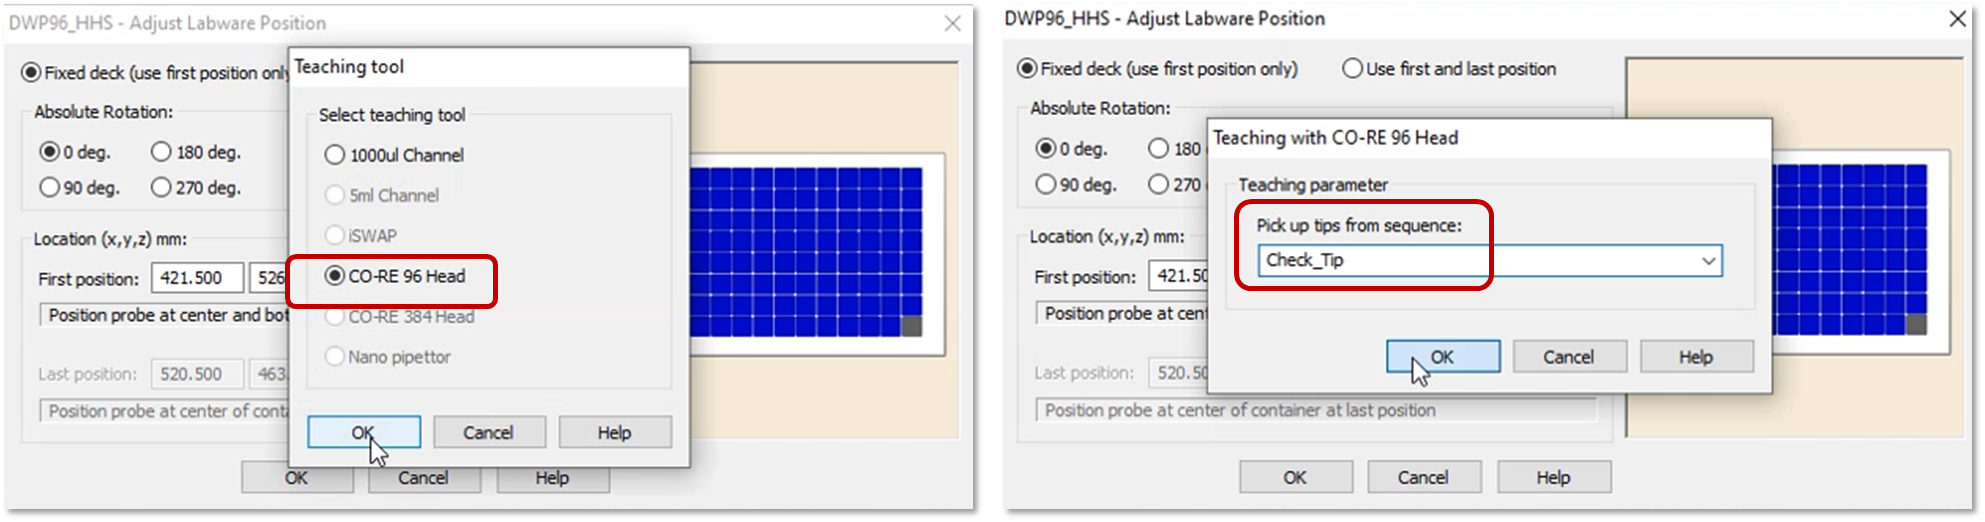 DWP96_HHS - Adjust Labware Position
Teaching tool
Fixed deck (use first position only
Select teaching tool
Absolute Rotation:
1000ul Channel
0 deg.
180 deg.
5ml Channel
90 deg.
270 deg.
iSWAP
Location (x,y,z) mm:
CO-RE 96 Head
First position:
421.500
526
Position probe at center and bot
CO-RE 384 Head
Nano pipettor
Last position:
520.500
463.
Position probe at center of conta
OK
Cancel
Help
OK
Cancel
Help
DWP96_HHS - Adjust Labware Position
Fixed deck (use first position only)
Use first and last position
Absolute Rotation:
Teaching with CO-RE 96 Head
0 deg.
180
90 deg.
270
Teaching parameter
Pick up tips from sequence:
Check_Tip
Location (x,y,z) mm:
First position:
421.50
Position probe at cent
OK
Cancel
Help
Last position:
520.50
Position probe at center of container at last position
OK
Cancel
Help